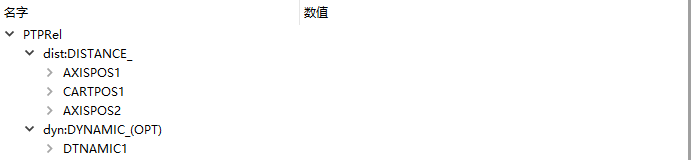 名字 数值
PTPRel
dist:DISTANCE_
AXISPOS1
CARTPOS1
AXISPOS2
dyn:DYNAMIC_(OPT)
DTNAMIC1